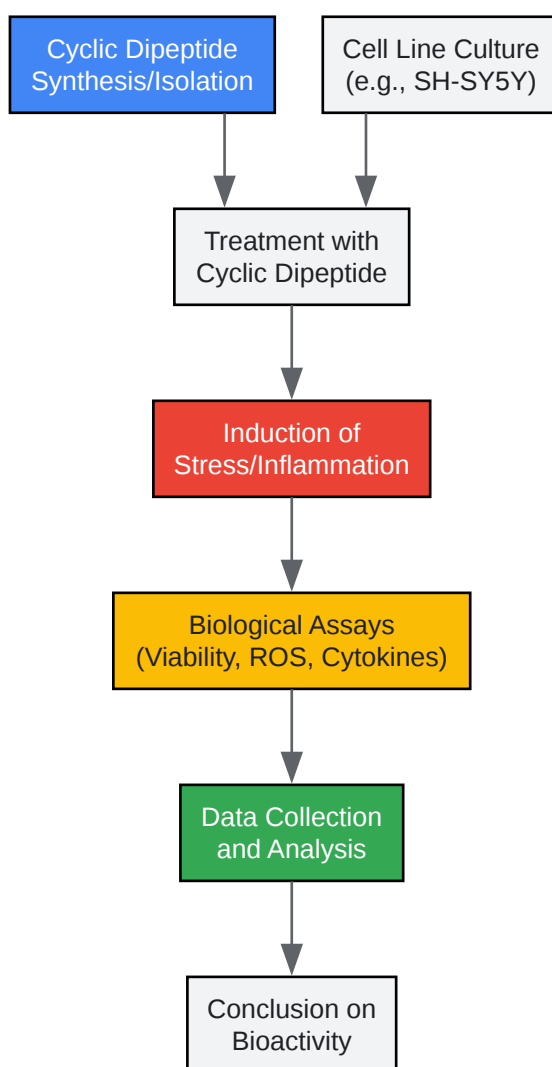 Cyclic Dipeptide
Synthesis/Isolation
Cell Line Culture
(e.g., SH-SY5Y)
Treatment with
Cyclic Dipeptide
Induction of
Stress/Inflammation
Biological Assays
(Viability, ROS, Cytokines)
Data Collection
and Analysis
Conclusion on
Bioactivity